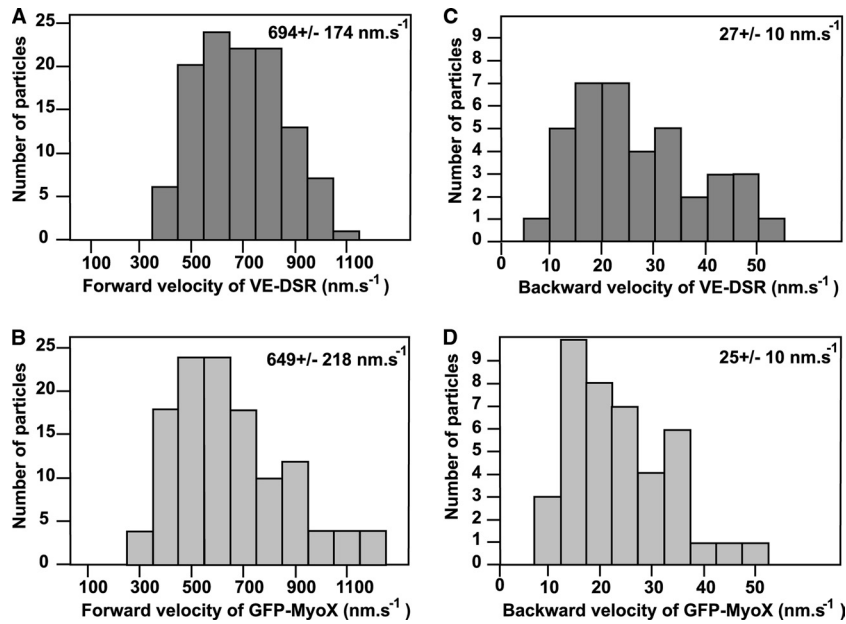 A
694+/- 174 nm.s-1
25
20
15
10
5
0
Number of particles
100 300 500 700 900 1100
Forward velocity of VE-DSR (nm.s-1 )
C
27+/- 10 nm.s-1
9
8
7
6
5
4
3
2
1
0
Number of particles
0 10 20 30 40 50
Backward velocity of VE-DSR (nm.s-1 )
B
649+/- 218 nm.s-1
25
20
15
10
5
0
Number of particles
100 300 500 700 900 1100
Forward velocity of GFP-MyoX (nm.s-1 )
D
25+/- 10 nm.s-1
9
8
7
6
5
4
3
2
1
0
Number of particles
0 10 20 30 40 50
Backward velocity of GFP-MyoX (nm.s-1 )